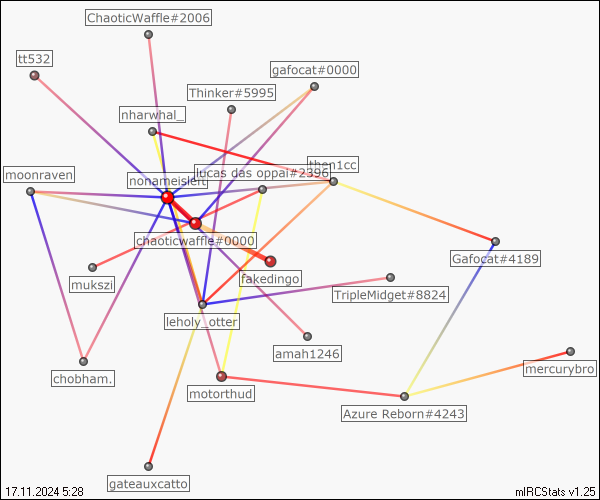 ChaoticWaffle#2006
tt532
gafocat#0000
Thinker#5995
nharwhal_
then1cc
lucas das oppai#2396
moonraven
nonameisleft
chaoticwaffle#0000
Gafocat#4189
mukszi
fakedingo
TripleMidget#8824
leholy_otter
amah1246
mercurybro
chobham.
motorthud
Azure Reborn#4243
gateauxcatto
17.11.2024 5:28
mIRCStats v1.25